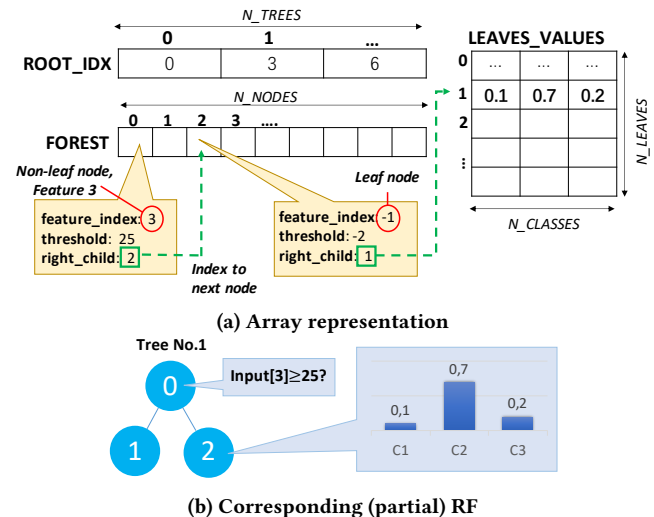 N_TREES
0 1 ...
ROOT_IDX 0 3 6
N_NODES
0 1 2 3 ....
FOREST
Non-leaf node,
Feature 3
feature_index: 3
threshold: 25
right_child: 2
Index to
next node
Leaf node
feature_index: -1
threshold: -2
right_child: 1
LEAVES_VALUES
0 ... ... ...
1 0.1 0.7 0.2
2
...
N_LEAVES
N_CLASSES
(a) Array representation
Tree No.1
0
1 2
Input[3]≥25?
0,1 0,7 0,2
C1 C2 C3
(b) Corresponding (partial) RF